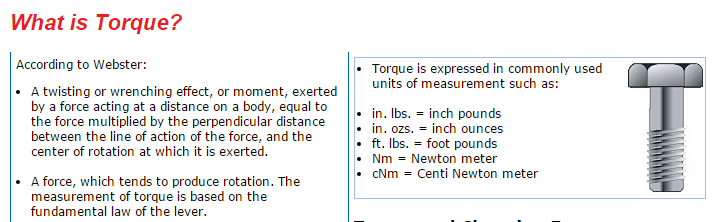 What is Torque?
According to Webster:
• A twisting or wrenching effect, or moment, exerted
by a force acting at a distance on a body, equal to
the force multiplied by the perpendicular distance
between the line of action of the force, and the
center of rotation at which it is exerted.
• A force, which tends to produce rotation. The
measurement of torque is based on the
fundamental law of the lever.
• Torque is expressed in commonly used
units of measurement such as:
• in. lbs. = inch pounds
• in. ozs. = inch ounces
• ft. lbs. = foot pounds
• Nm = Newton meter
• cNm = Centi Newton meter